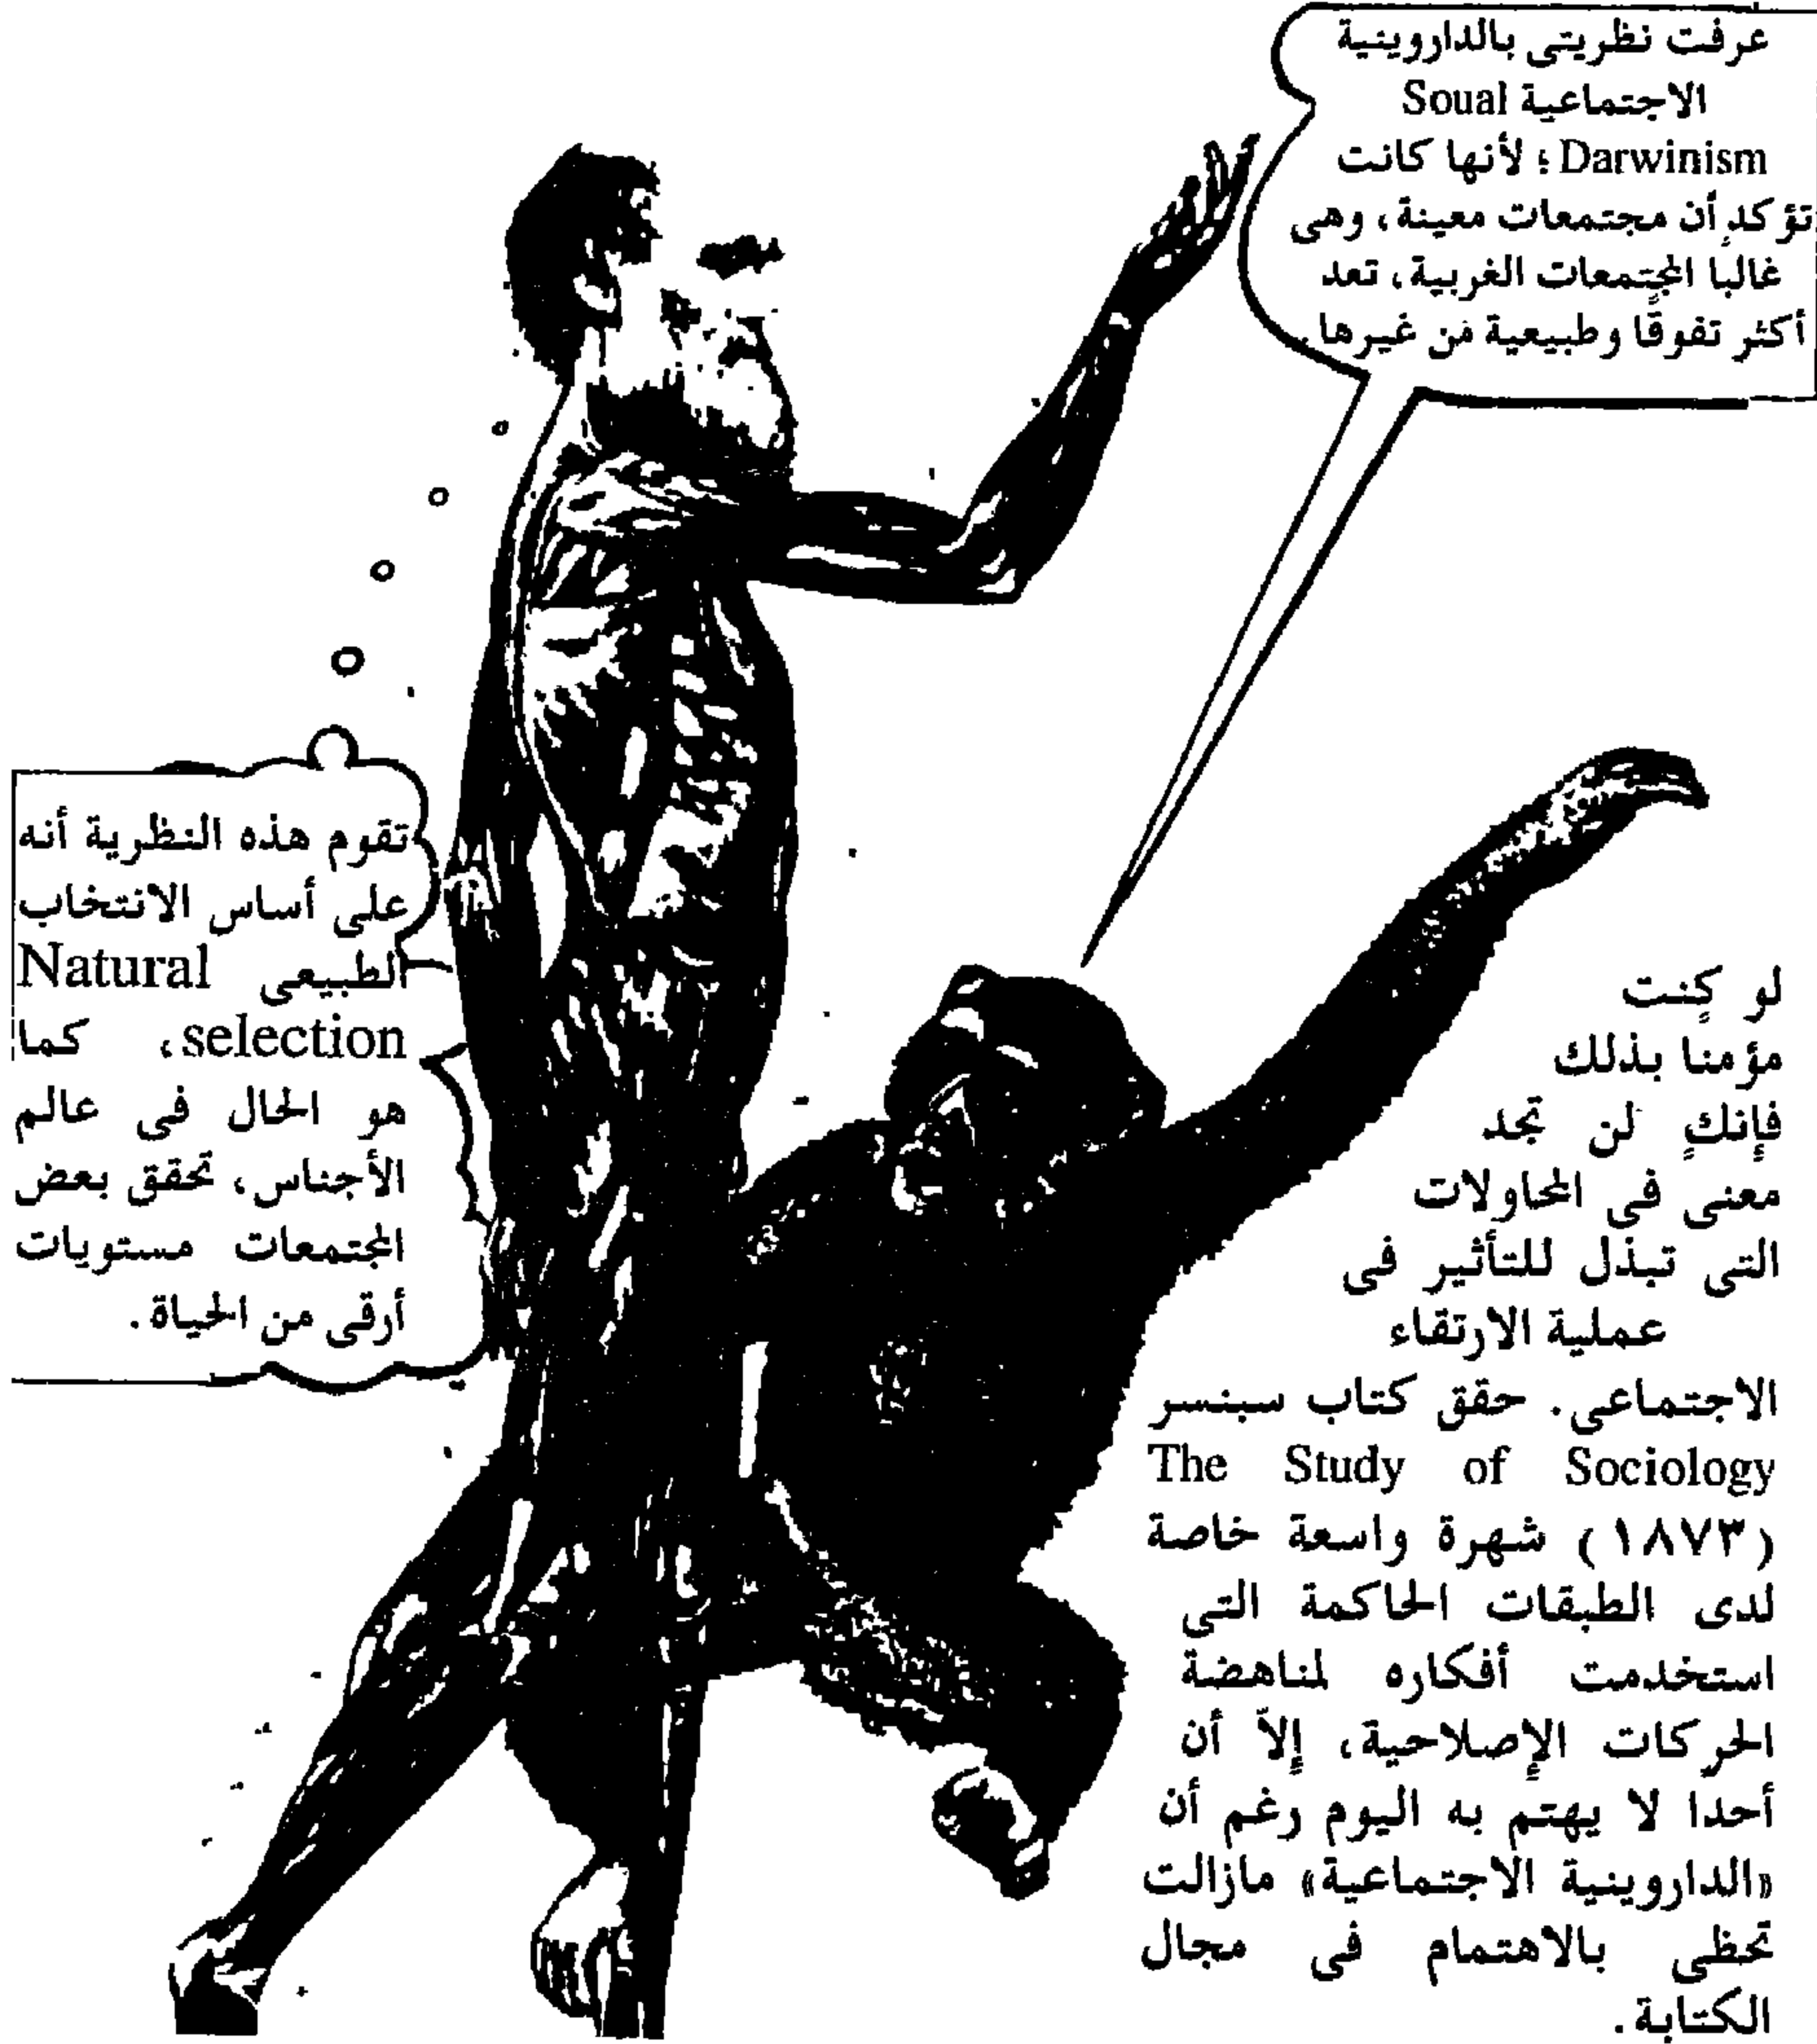 عرفت نظريتى بالداروينية
الاجتماعية Soual
Darwinism؛ لأنها كانت
تؤكد أن مجتمعات معينة، وهى
غالبا المجتمعات الغربية، تعد
أكثر تفوقًا وطبيعية من غيرها.
تقوم هذه النظرية أنه
على أساس الانتخاب
الطبيعى Natural
selection، كما
هو الحال فى عالم
الأجناس، تحقق بعض
المجتمعات مستويات
أرقى من الحياة.
لو كنت
مؤمنا بذلك
فإنك لن تجد
معنى فى المحاولات
التى تبذل للتأثير فى
عملية الارتقاء
الاجتماعى. حقق كتاب سبنسر
The Study of Sociology
(١٨٧٣) شهرة واسعة خاصة
لدى الطبقات الحاكمة التى
استخدمت أفكاره لمناهضة
الحركات الإصلاحية، إلاّ أن
أحدا لا يهتم به اليوم رغم أن
«الداروينية الاجتماعية» مازالت
تحظى بالاهتمام فى مجال
الكتابة.